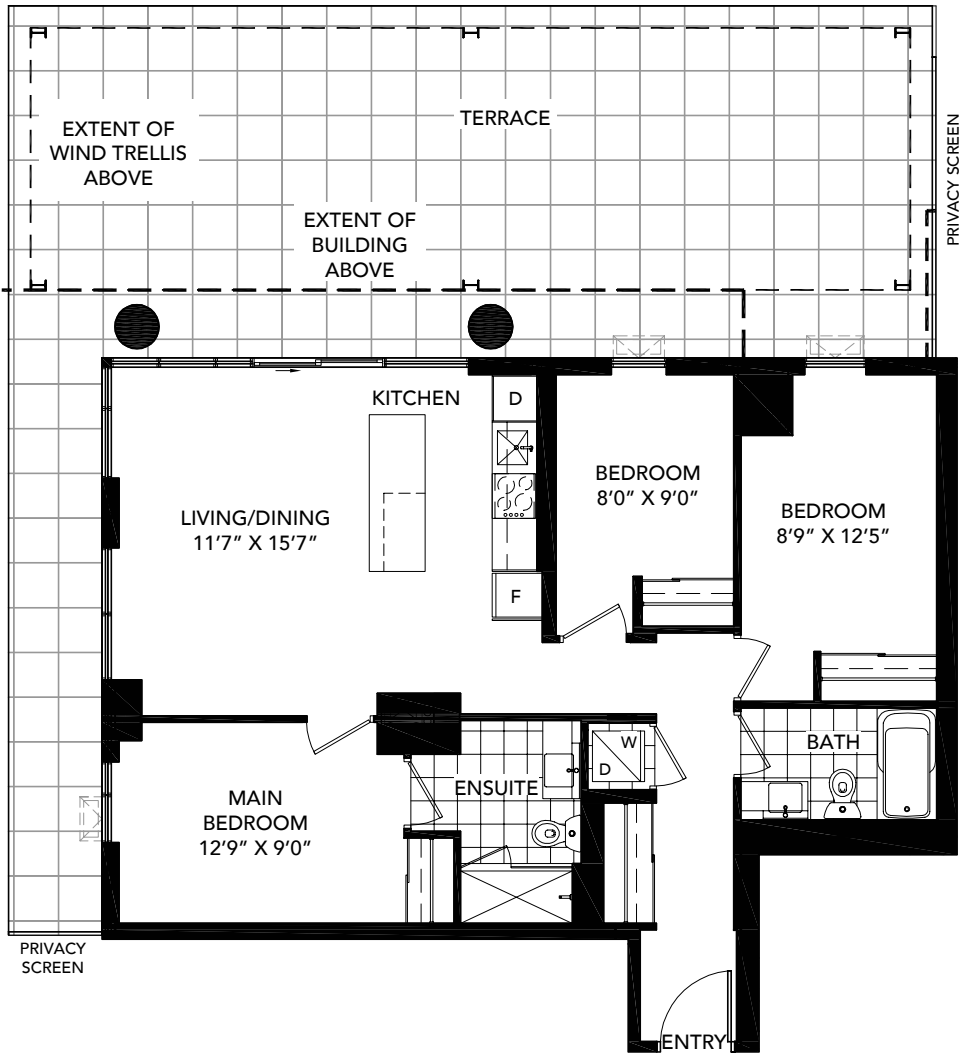 TERRACE
EXTENT OF
WIND TRELLIS
ABOVE
PRIVACY SCREEN
EXTENT OF
BUILDING
ABOVE
KITCHEN
D
BEDROOM
8'0" X 9'0"
LIVING/DINING
11'7" X 15'7"
BEDROOM
8'9" X 12'5"
F
W
D
BATH
ENSUITE
MAIN
BEDROOM
12'9" X 9'0"
PRIVACY
SCREEN
ENTRY